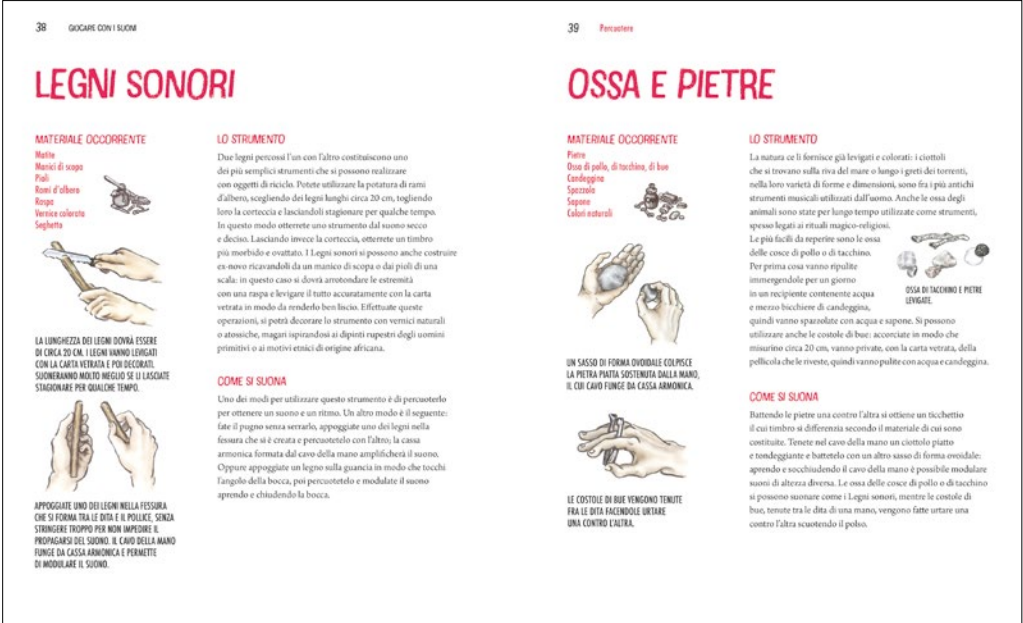 38
GIOCARE CON I SUONI
LEGNI SONORI
MATERIALE OCCORRENTE
Matite
Manici di scopa
Pioli
Rami d'albero
Raspa
Vernice colorata
Seghetto
LA LUNGHEZZA DEI LEGNI DOVRÀ ESSERE
DI CIRCA 20 CM. I LEGNI VANNO LEVIGATI
CON LA CARTA VETRATA E POI DECORATI.
SUONERANNO MOLTO MEGLIO SE LI LASCIATE
STAGIONARE PER QUALCHE TEMPO.
APPOGGIATE UNO DEI LEGNI NELLA FESSURA
CHE SI FORMA TRA LE DITA E IL POLLICE, SENZA
STRINGERE TROPPO PER NON IMPEDIRE IL
PROPAGARSI DEL SUONO. IL CAVO DELLA MANO
FUNGE DA CASSA ARMONICA E PERMETTE
DI MODULARE IL SUONO.
LO STRUMENTO
Due legni percossi l'un con l'altro costituiscono uno
dei più semplici strumenti che si possono realizzare
con oggetti di riciclo. Potete utilizzare la potatura di rami
d'albero, scegliendo dei legni lunghi circa 20 cm, togliendo
loro la corteccia e lasciandoli stagionare per qualche tempo.
In questo modo otterrete uno strumento dal suono secco
e deciso. Lasciando invece la corteccia, otterrete un timbro
più morbido e ovattato. I Legni sonori si possono anche costruire
ex-novo ricavandoli da un manico di scopa o dai pioli di una
scala: in questo caso si dovrà arrotondare le estremità
con una raspa e levigare il tutto accuratamente con la carta
vetrata in modo da renderlo ben liscio. Effettuate queste
operazioni, si potrà decorare lo strumento con vernici naturali
o atossiche, magari ispirandosi ai dipinti rupestri degli uomini
primitivi o ai motivi etnici di origine africana.
COME SI SUONA
Uno dei modi per utilizzare questo strumento è di percuoterlo
per ottenere un suono e un ritmo. Un altro modo è il seguente:
fate il pugno senza serrarlo, appoggiate uno dei legni nella
fessura che si è creata e percuotetelo con l'altro; la cassa
armonica formata dal cavo della mano amplificherà il suono.
Oppure appoggiate un legno sulla guancia in modo che tocchi
l'angolo della bocca, poi percuotetelo e modulate il suono
aprendo e chiudendo la bocca.
39
Percuotere
OSSA E PIETRE
MATERIALE OCCORRENTE
Pietre
Ossa di pollo, di tacchino, di bue
Candeggina
Spazzola
Sapone
Colori naturali
UN SASSO DI FORMA OVOIDALE COLPISCE
LA PIETRA PIATTA SOSTENUTA DALLA MANO,
IL CUI CAVO FUNGE DA CASSA ARMONICA.
LE COSTOLE DI BUE VENGONO TENUTE
FRA LE DITA FACENDOLE URTARE
UNA CONTRO L'ALTRA.
LO STRUMENTO
La natura ce li fornisce già levigati e colorati: i ciottoli
che si trovano sulla riva del mare o lungo i greti dei torrenti,
nella loro varietà di forme e dimensioni, sono fra i più antichi
strumenti musicali utilizzati dall'uomo. Anche le ossa degli
animali sono state per lungo tempo utilizzate come strumenti,
spesso legati ai rituali magico-religiosi.
Le più facili da reperire sono le ossa
delle cosce di pollo o di tacchino.
Per prima cosa vanno ripulite
immergendole per un giorno
in un recipiente contenente acqua
e mezzo bicchiere di candeggina,
quindi vanno spazzolate con acqua e sapone. Si possono
utilizzare anche le costole di bue: accorciate in modo che
misurino circa 20 cm, vanno private, con la carta vetrata, della
pellicola che le riveste, quindi vanno pulite con acqua e candeggina.
OSSA DI TACCHINO E PIETRE
LEVIGATE.
COME SI SUONA
Battendo le pietre una contro l'altra si ottiene un ticchettio
il cui timbro si differenzia secondo il materiale di cui sono
costituite. Tenete nel cavo della mano un ciottolo piatto
e tondeggiante e battetelo con un altro sasso di forma ovoidale:
aprendo e socchiudendo il cavo della mano è possibile modulare
suoni di altezza diversa. Le ossa delle cosce di pollo o di tacchino
si possono suonare come i Legni sonori, mentre le costole di
bue, tenute tra le dita di una mano, vengono fatte urtare una
contro l'altra scuotendo il polso.